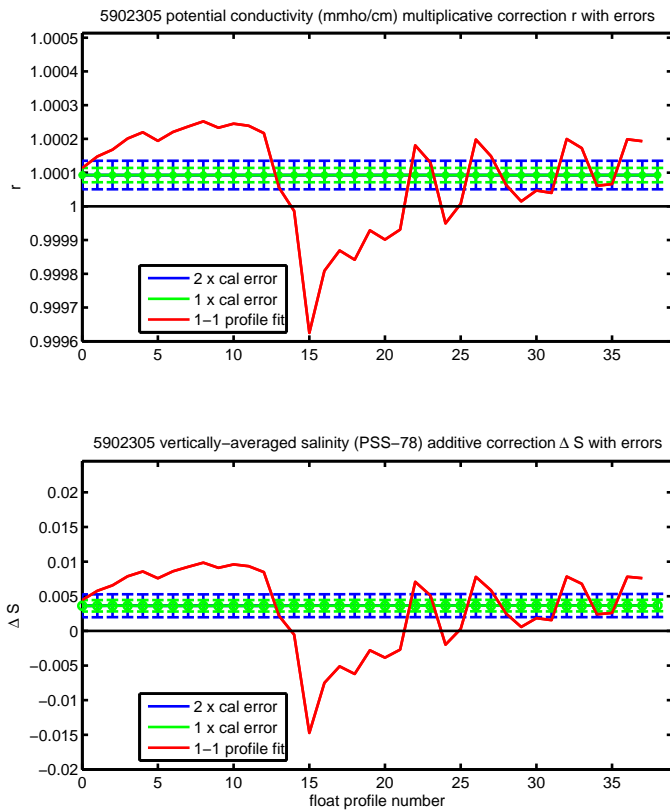 5902305 potential conductivity (mmho/cm) multiplicative correction r with errors
1.0005
1.0004
1.0003
1.0002
1.0001
1
0.9999
0.9998
0.9997
0.9996
r
2 x cal error
1 x cal error
1−1 profile fit
0 5 10 15 20 25 30 35
5902305 vertically−averaged salinity (PSS−78) additive correction Δ S with errors
0.02
0.015
0.01
0.005
0
−0.005
−0.01
−0.015
−0.02
Δ S
2 x cal error
1 x cal error
1−1 profile fit
0 5 10 15 20 25 30 35
float profile number